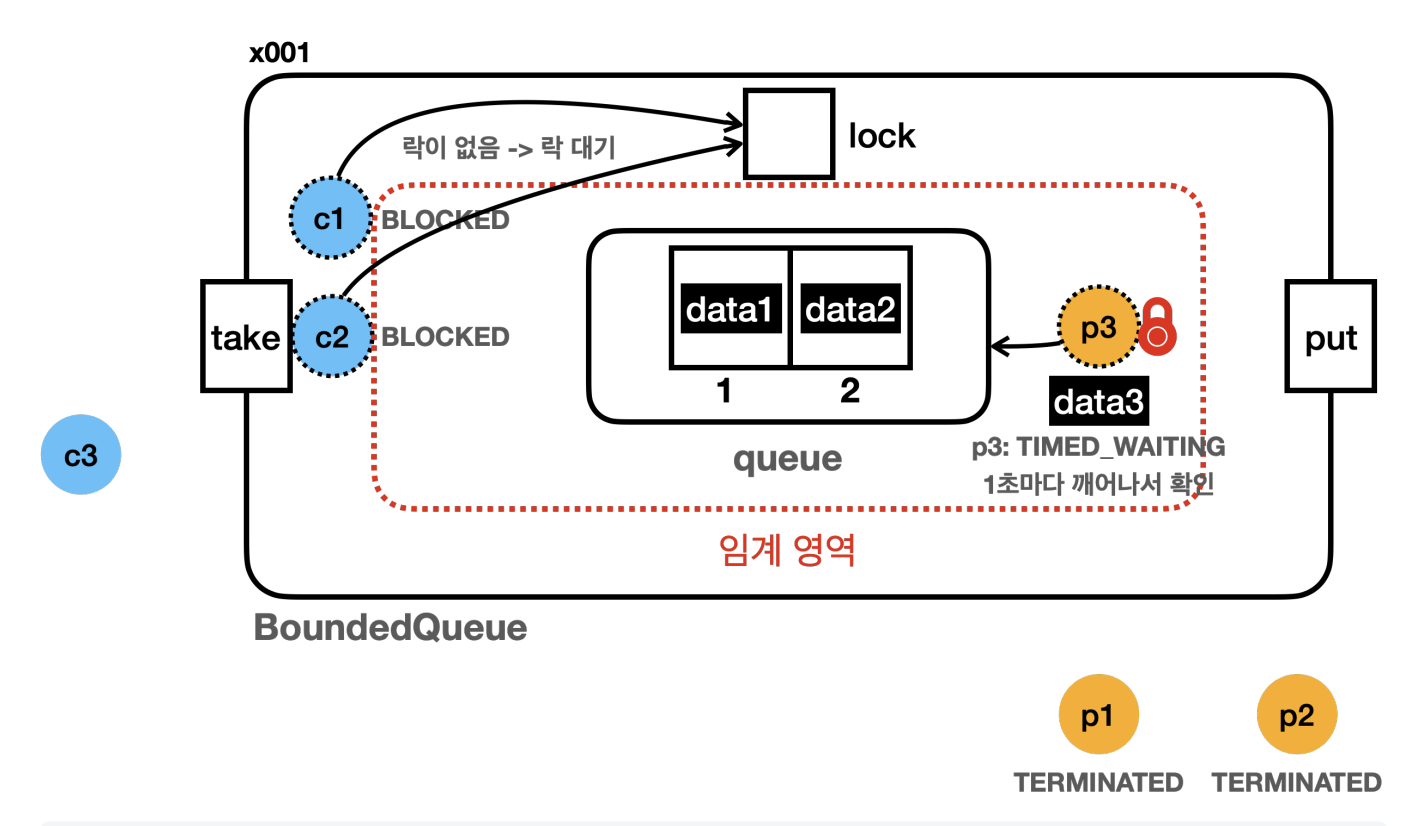 x001
lock
락이 없음 -> 락 대기
c1
BLOCKED
data1
data2
take
c2
BLOCKED
p3
put
1
2
data3
c3
queue
p3: TIMED_WAITING
1초마다 깨어나서 확인
임계 영역
BoundedQueue
p1
p2
TERMINATED
TERMINATED